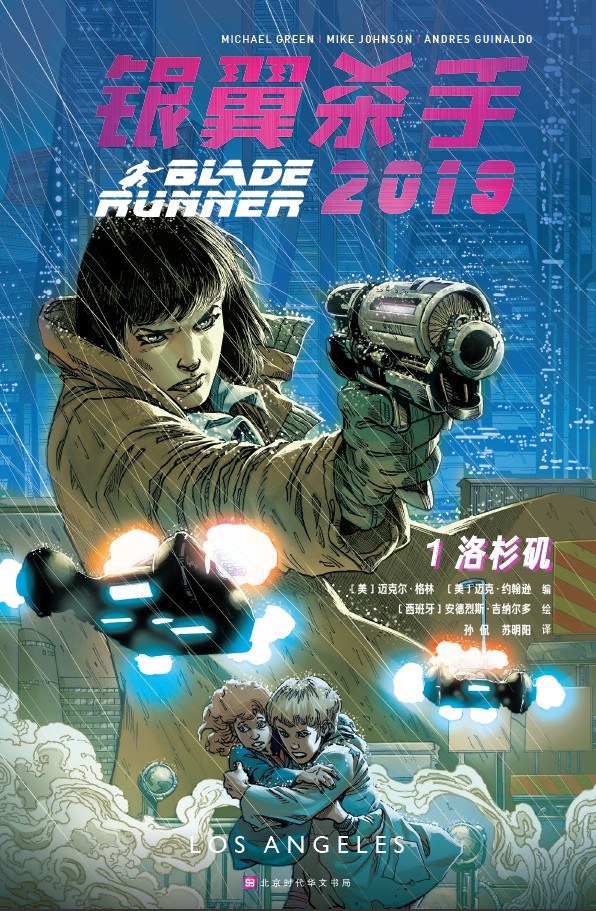 MICHAEL GREEN | MIKE JOHNSON / ANDRES GUINALDO
银翼杀手
BLADE RUNNER 2019
1 洛杉矶
［美］迈克尔·格林 ［美］迈克·约翰逊 编
［西班牙］安德烈斯·吉纳尔多 绘
孙侃 苏明阳 译
LOS ANGELES
北京时代华文书局